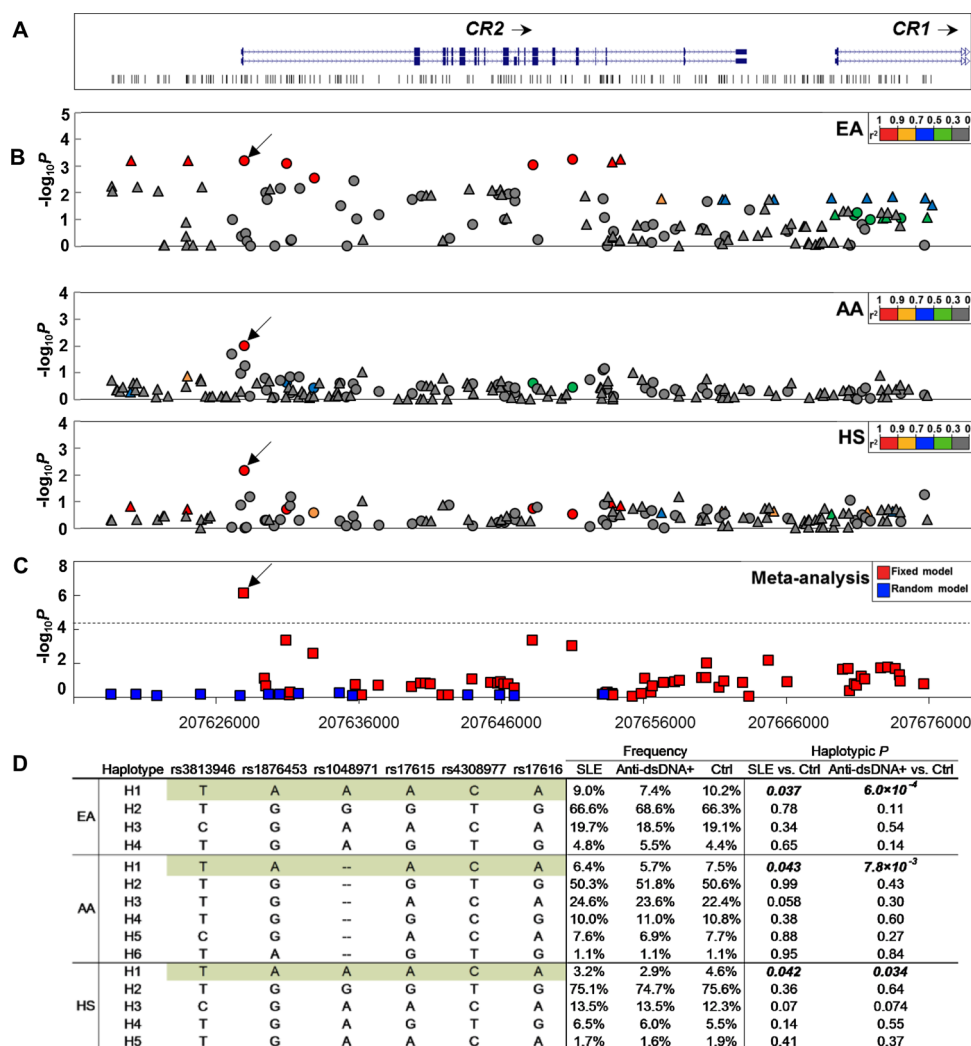 A
CR2 → CR1 →
B
EA
1 0.9 0.7 0.5 0.3 0
r²
-log₁₀P
5
4
3
2
1
0
AA
1 0.9 0.7 0.5 0.3 0
r²
-log₁₀P
4
3
2
1
0
HS
1 0.9 0.7 0.5 0.3 0
r²
-log₁₀P
4
3
2
1
0
C
Meta-analysis
Fixed model
Random model
-log₁₀P
8
6
4
2
0
207626000 207636000 207646000 207656000 207666000 207676000
D
Frequency Haplotypic P
Haplotype rs3813946 rs1876453 rs1048971 rs17615 rs4308977 rs17616 SLE Anti-dsDNA+ Ctrl SLE vs. Ctrl Anti-dsDNA+ vs. Ctrl
EA
H1 T A A A C A 9.0% 7.4% 10.2% 0.037 6.0×10⁻⁴
H2 T G G G T G 66.6% 68.6% 66.3% 0.78 0.11
H3 C G A A C A 19.7% 18.5% 19.1% 0.34 0.54
H4 T G A G T G 4.8% 5.5% 4.4% 0.65 0.14
AA
H1 T A -- A C A 6.4% 5.7% 7.5% 0.043 7.8×10⁻³
H2 T G -- G T G 50.3% 51.8% 50.6% 0.99 0.43
H3 T G -- A C A 24.6% 23.6% 22.4% 0.058 0.30
H4 T G -- G C G 10.0% 11.0% 10.8% 0.38 0.60
H5 C G -- A C A 7.6% 6.9% 7.7% 0.88 0.27
H6 T A -- G T G 1.1% 1.1% 1.1% 0.95 0.84
HS
H1 T A A A C A 3.2% 2.9% 4.6% 0.042 0.034
H2 T G G G T G 75.1% 74.7% 75.6% 0.36 0.64
H3 C G A A C A 13.5% 13.5% 12.3% 0.07 0.074
H4 T G A G T G 6.5% 6.0% 5.5% 0.14 0.55
H5 T G A A C A 1.7% 1.6% 1.9% 0.41 0.37